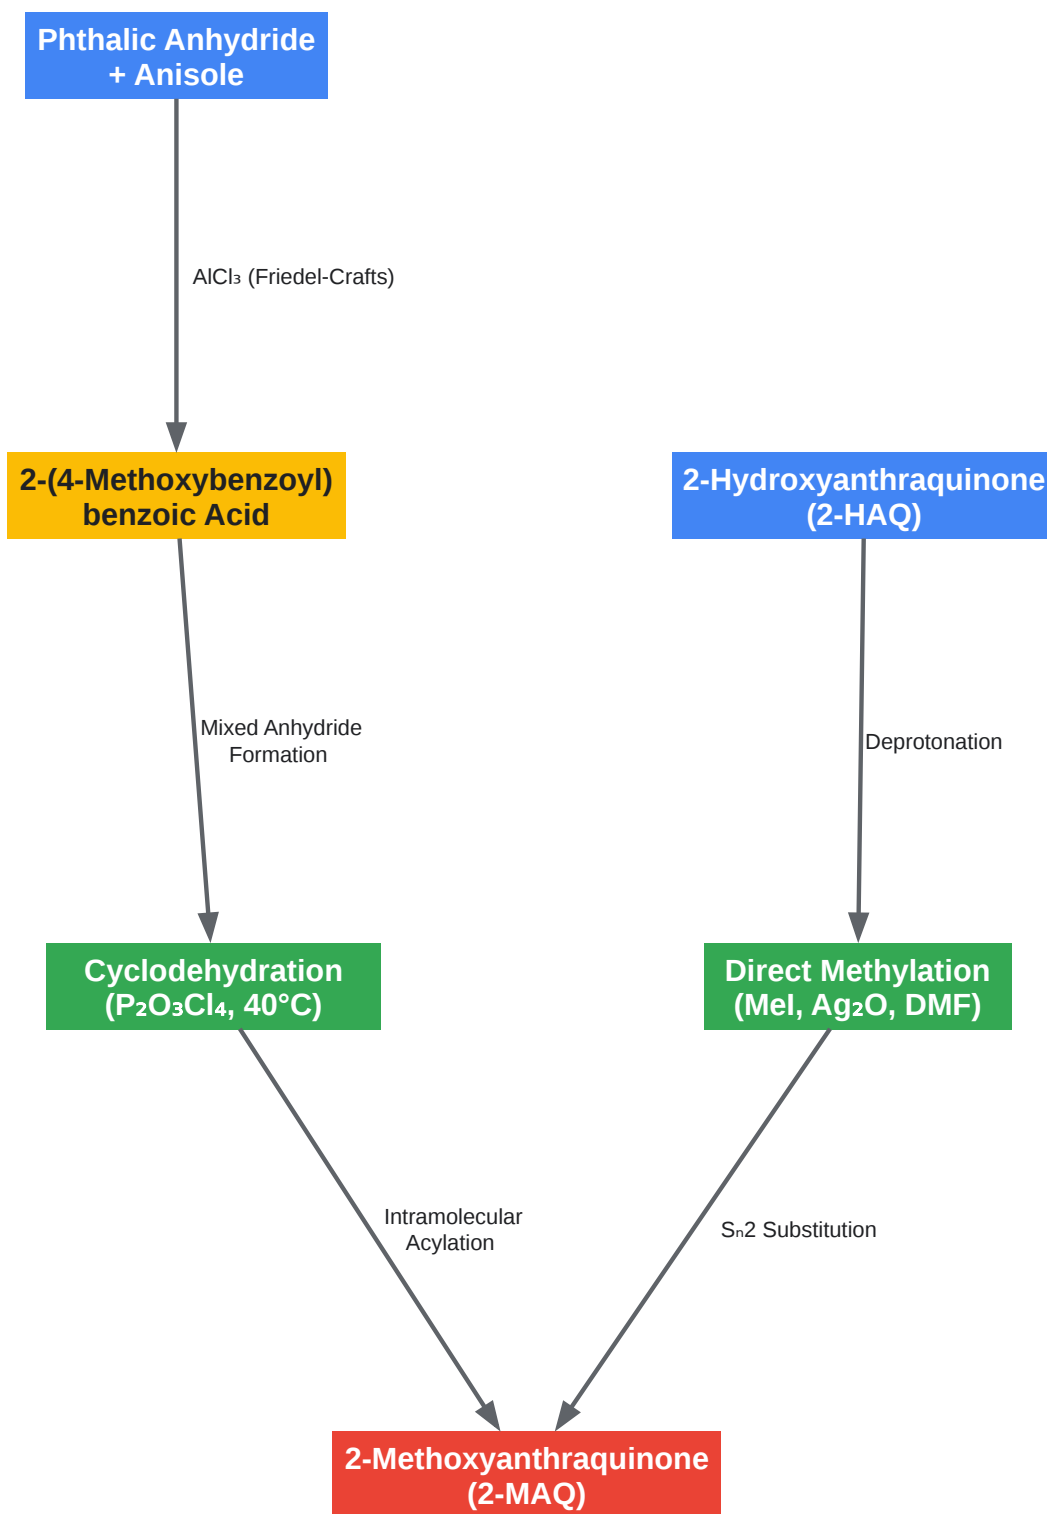 Phthalic Anhydride
+ Anisole
AlCl₃ (Friedel-Crafts)
2-(4-Methoxybenzoyl)
benzoic Acid
2-Hydroxyanthraquinone
(2-HAQ)
Mixed Anhydride
Formation
Deprotonation
Cyclodehydration
(P₂O₃Cl₄, 40°C)
Direct Methylation
(MeI, Ag₂O, DMF)
Intramolecular
Acylation
Sₙ2 Substitution
2-Methoxyanthraquinone
(2-MAQ)